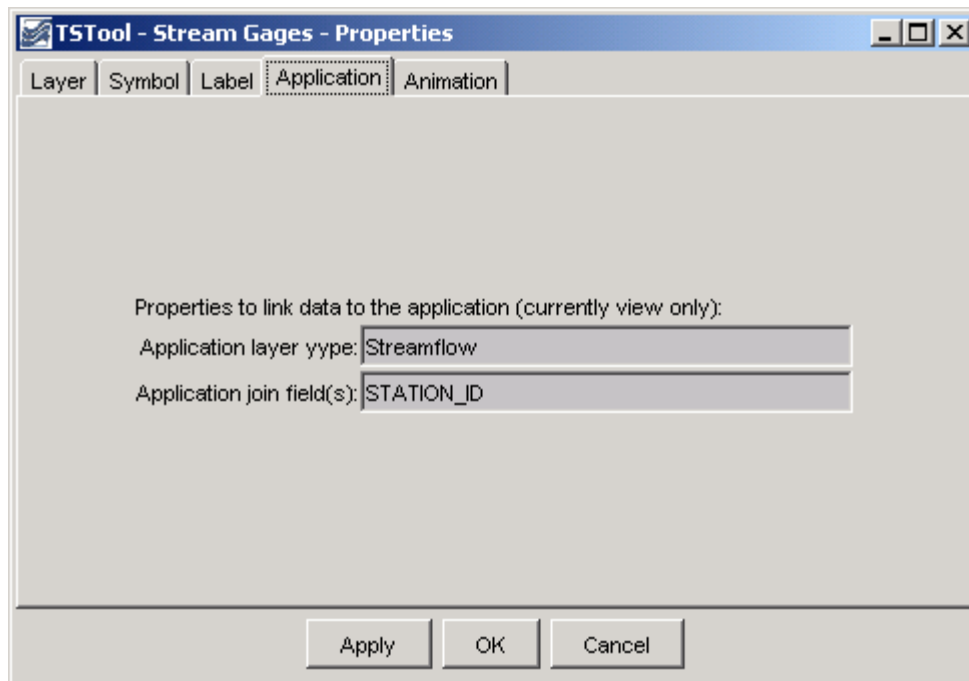 TSTool - Stream Gages - Properties
Layer Symbol Label Application Animation
Properties to link data to the application (currently view only):
Application layer yype: Streamflow
Application join field(s): STATION_ID
Apply OK Cancel